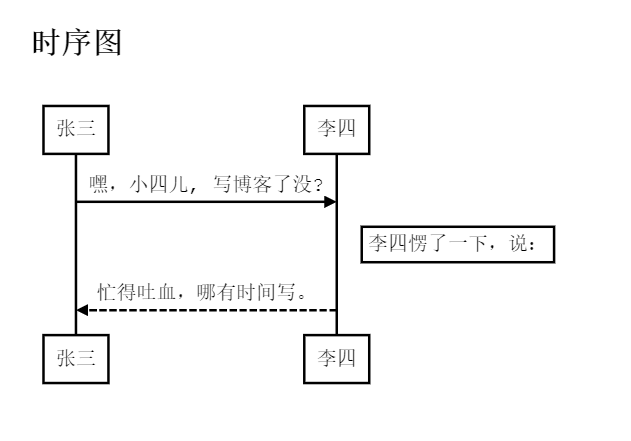 时序图
张三
李四
嘿，小四儿, 写博客了没?
李四愣了一下，说：
忙得吐血，哪有时间写。
张三
李四